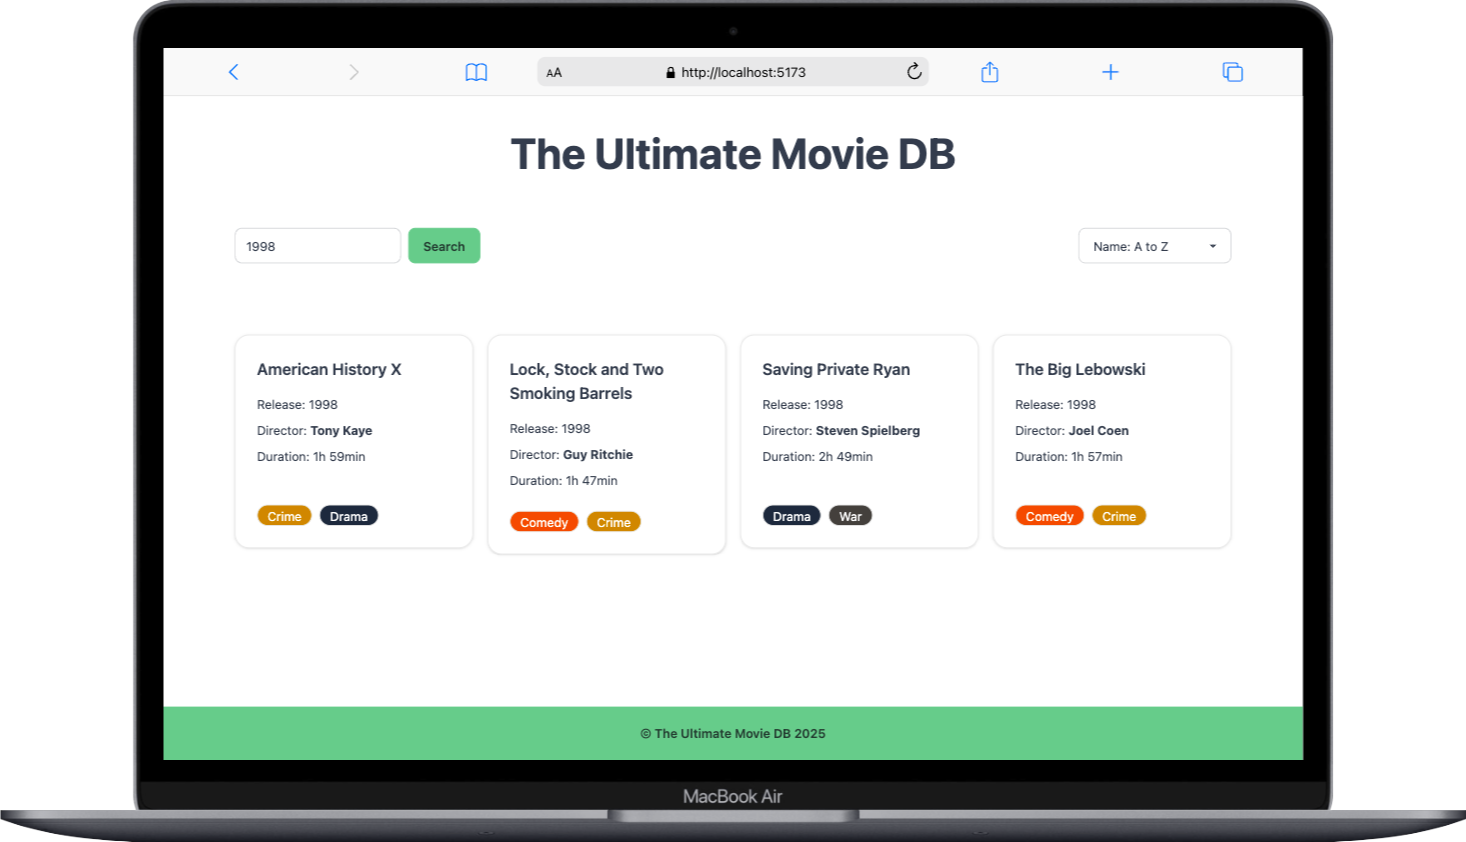 AA
http://localhost:5173
The Ultimate Movie DB
1998
Search
Name: A to Z
American History X
Release: 1998
Director: Tony Kaye
Duration: 1h 59min
Crime
Drama
Lock, Stock and Two
Smoking Barrels
Release: 1998
Director: Guy Ritchie
Duration: 1h 47min
Comedy
Crime
Saving Private Ryan
Release: 1998
Director: Steven Spielberg
Duration: 2h 49min
Drama
War
The Big Lebowski
Release: 1998
Director: Joel Coen
Duration: 1h 57min
Comedy
Crime
© The Ultimate Movie DB 2025
MacBook Air